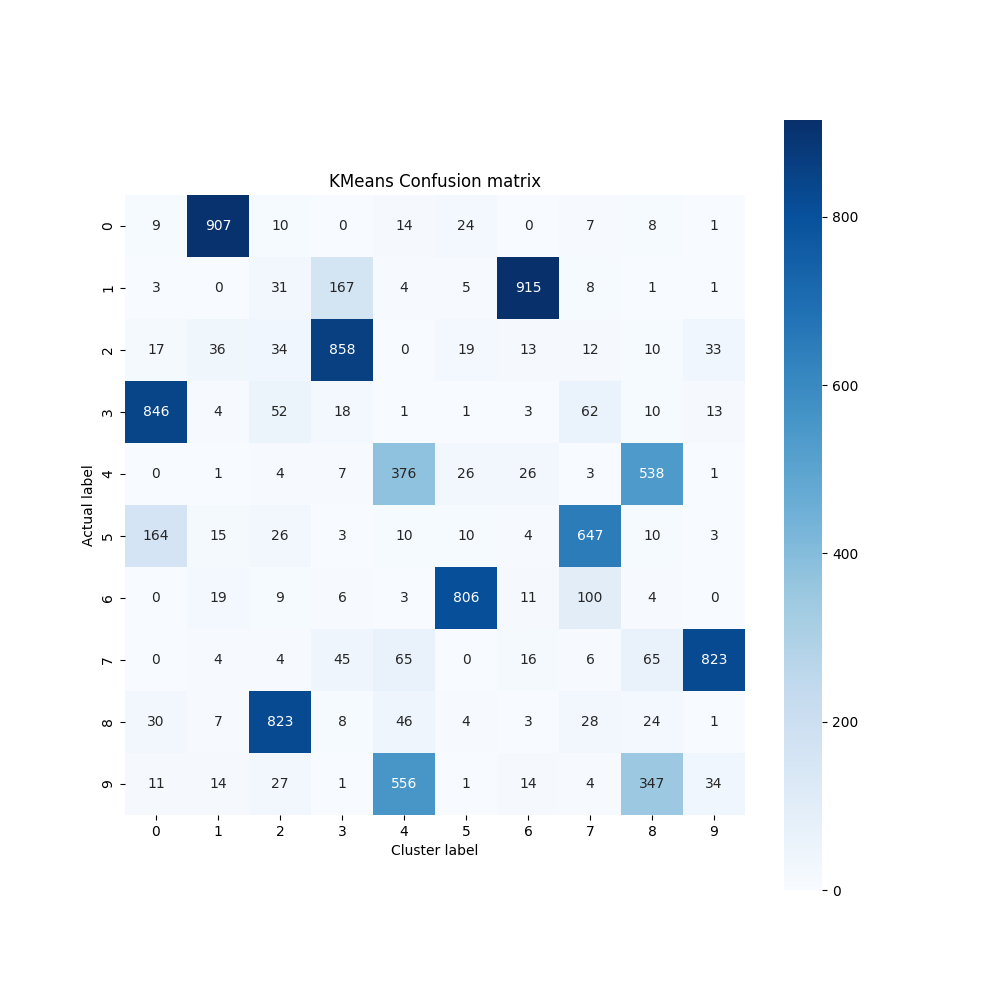 KMeans Confusion matrix
0 9 907 10 0 14 24 0 7 8 1
1 3 0 31 167 4 5 915 8 1 1
2 17 36 34 858 0 19 13 12 10 33
3 846 4 52 18 1 1 3 62 10 13
4 0 1 4 7 376 26 26 3 538 1
5 164 15 26 3 10 10 4 647 10 3
6 0 19 9 6 3 806 11 100 4 0
7 0 4 4 45 65 0 16 6 65 823
8 30 7 823 8 46 4 3 28 24 1
9 11 14 27 1 556 1 14 4 347 34
0 1 2 3 4 5 6 7 8 9
Cluster label
Actual label
800
600
400
200
0